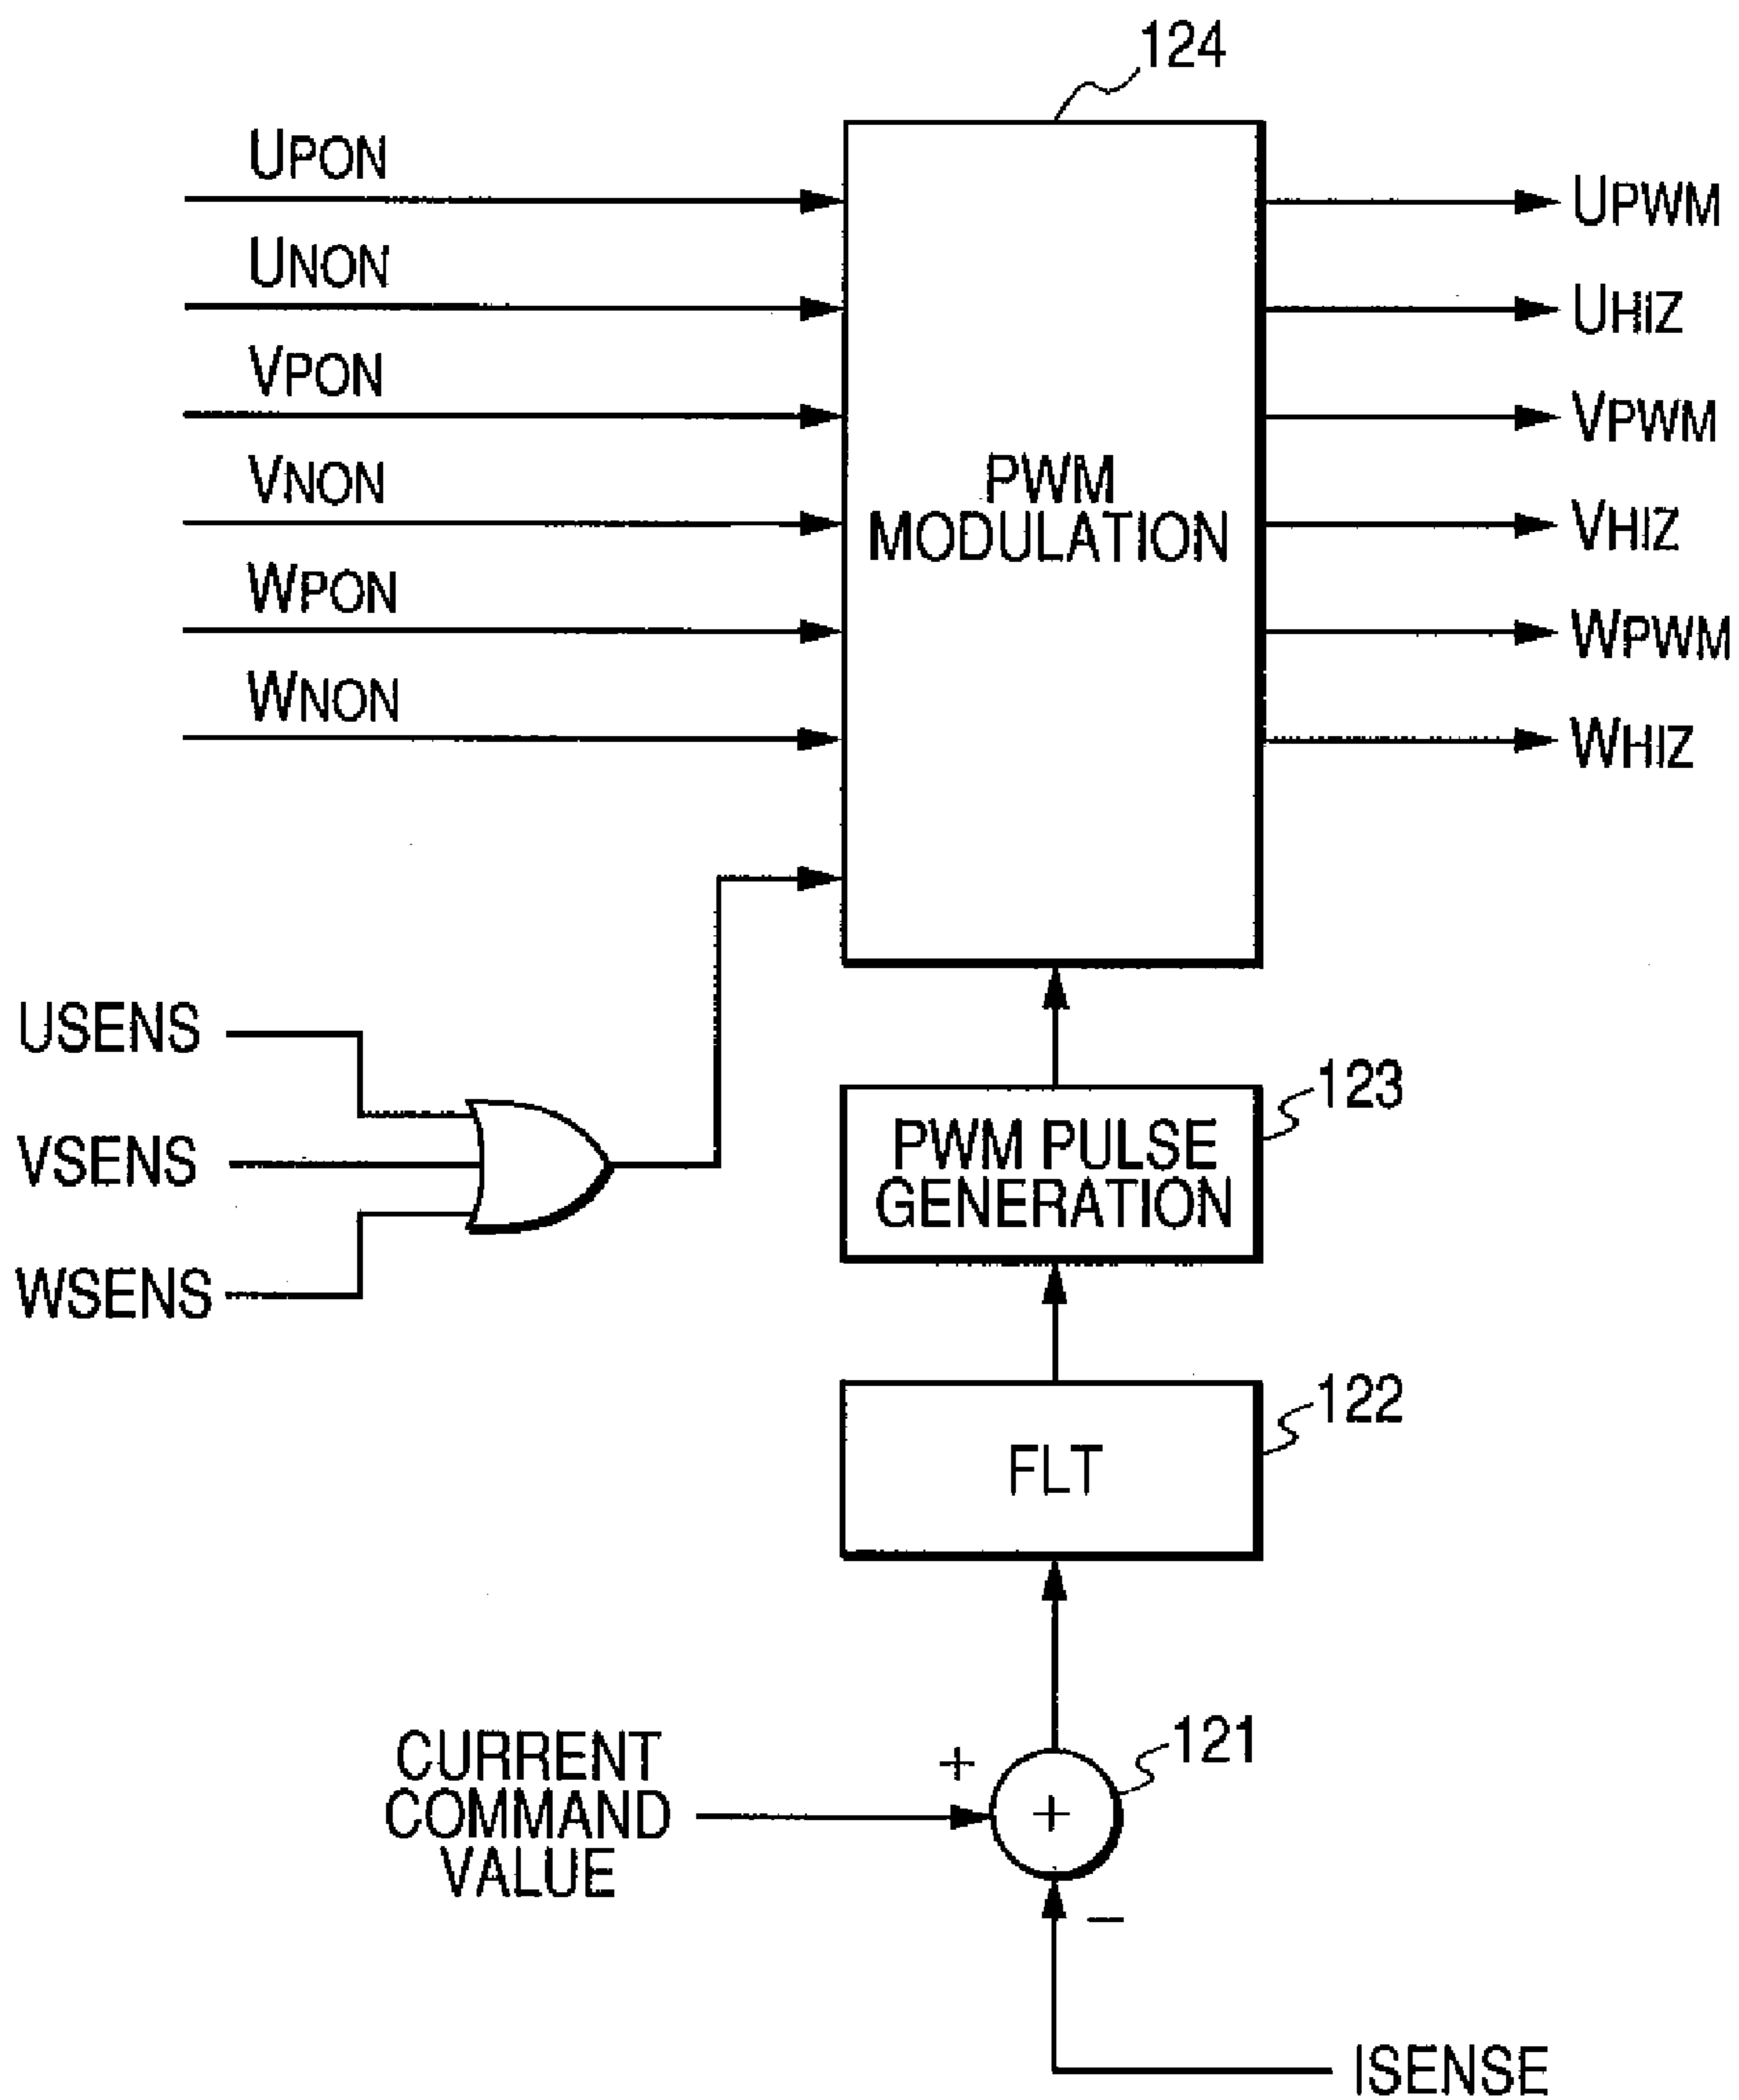 124
UPON
UNON
VPON
VNON
WPON
WNON
PWM
MODULATION
UPWM
UHIZ
VPWM
VHIZ
WPWM
WHIZ
USENS
VSENS
WSENS
123
PWM PULSE
GENERATION
122
FLT
121
CURRENT
COMMAND
VALUE
+
+
−
ISENSE